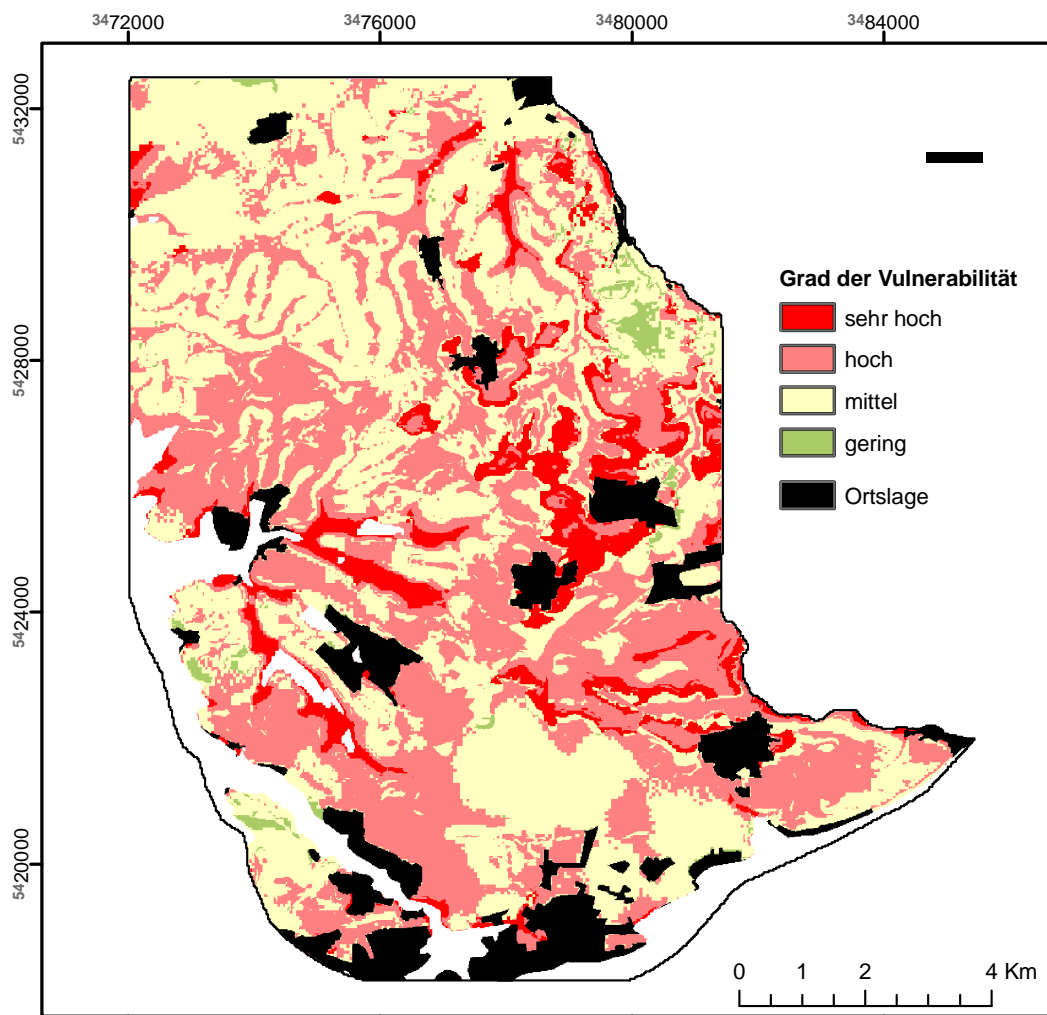 3472000 3476000 3480000 3484000
5432000
5428000
5424000
5420000
Grad der Vulnerabilität
sehr hoch
hoch
mittel
gering
Ortslage
0 1 2 4 Km